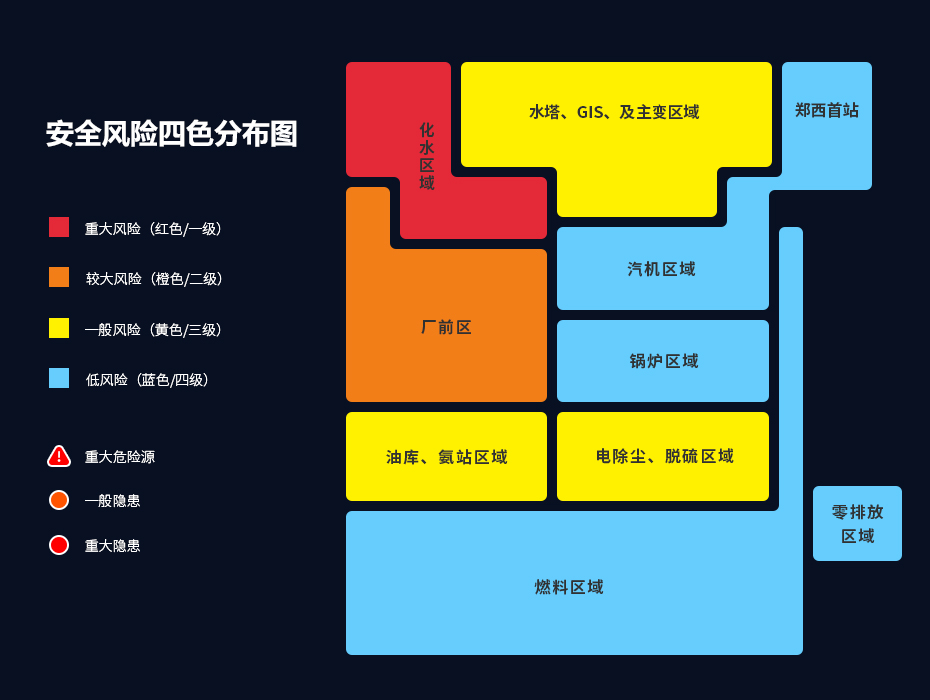 安全风险四色分布图
重大风险（红色/一级）
较大风险（橙色/二级）
一般风险（黄色/三级）
低风险（蓝色/四级）
重大危险源
一般隐患
重大隐患
化水区域
水塔、GIS、及主变区域
郑西首站
汽机区域
厂前区
锅炉区域
油库、氨站区域
电除尘、脱硫区域
零排放
区域
燃料区域